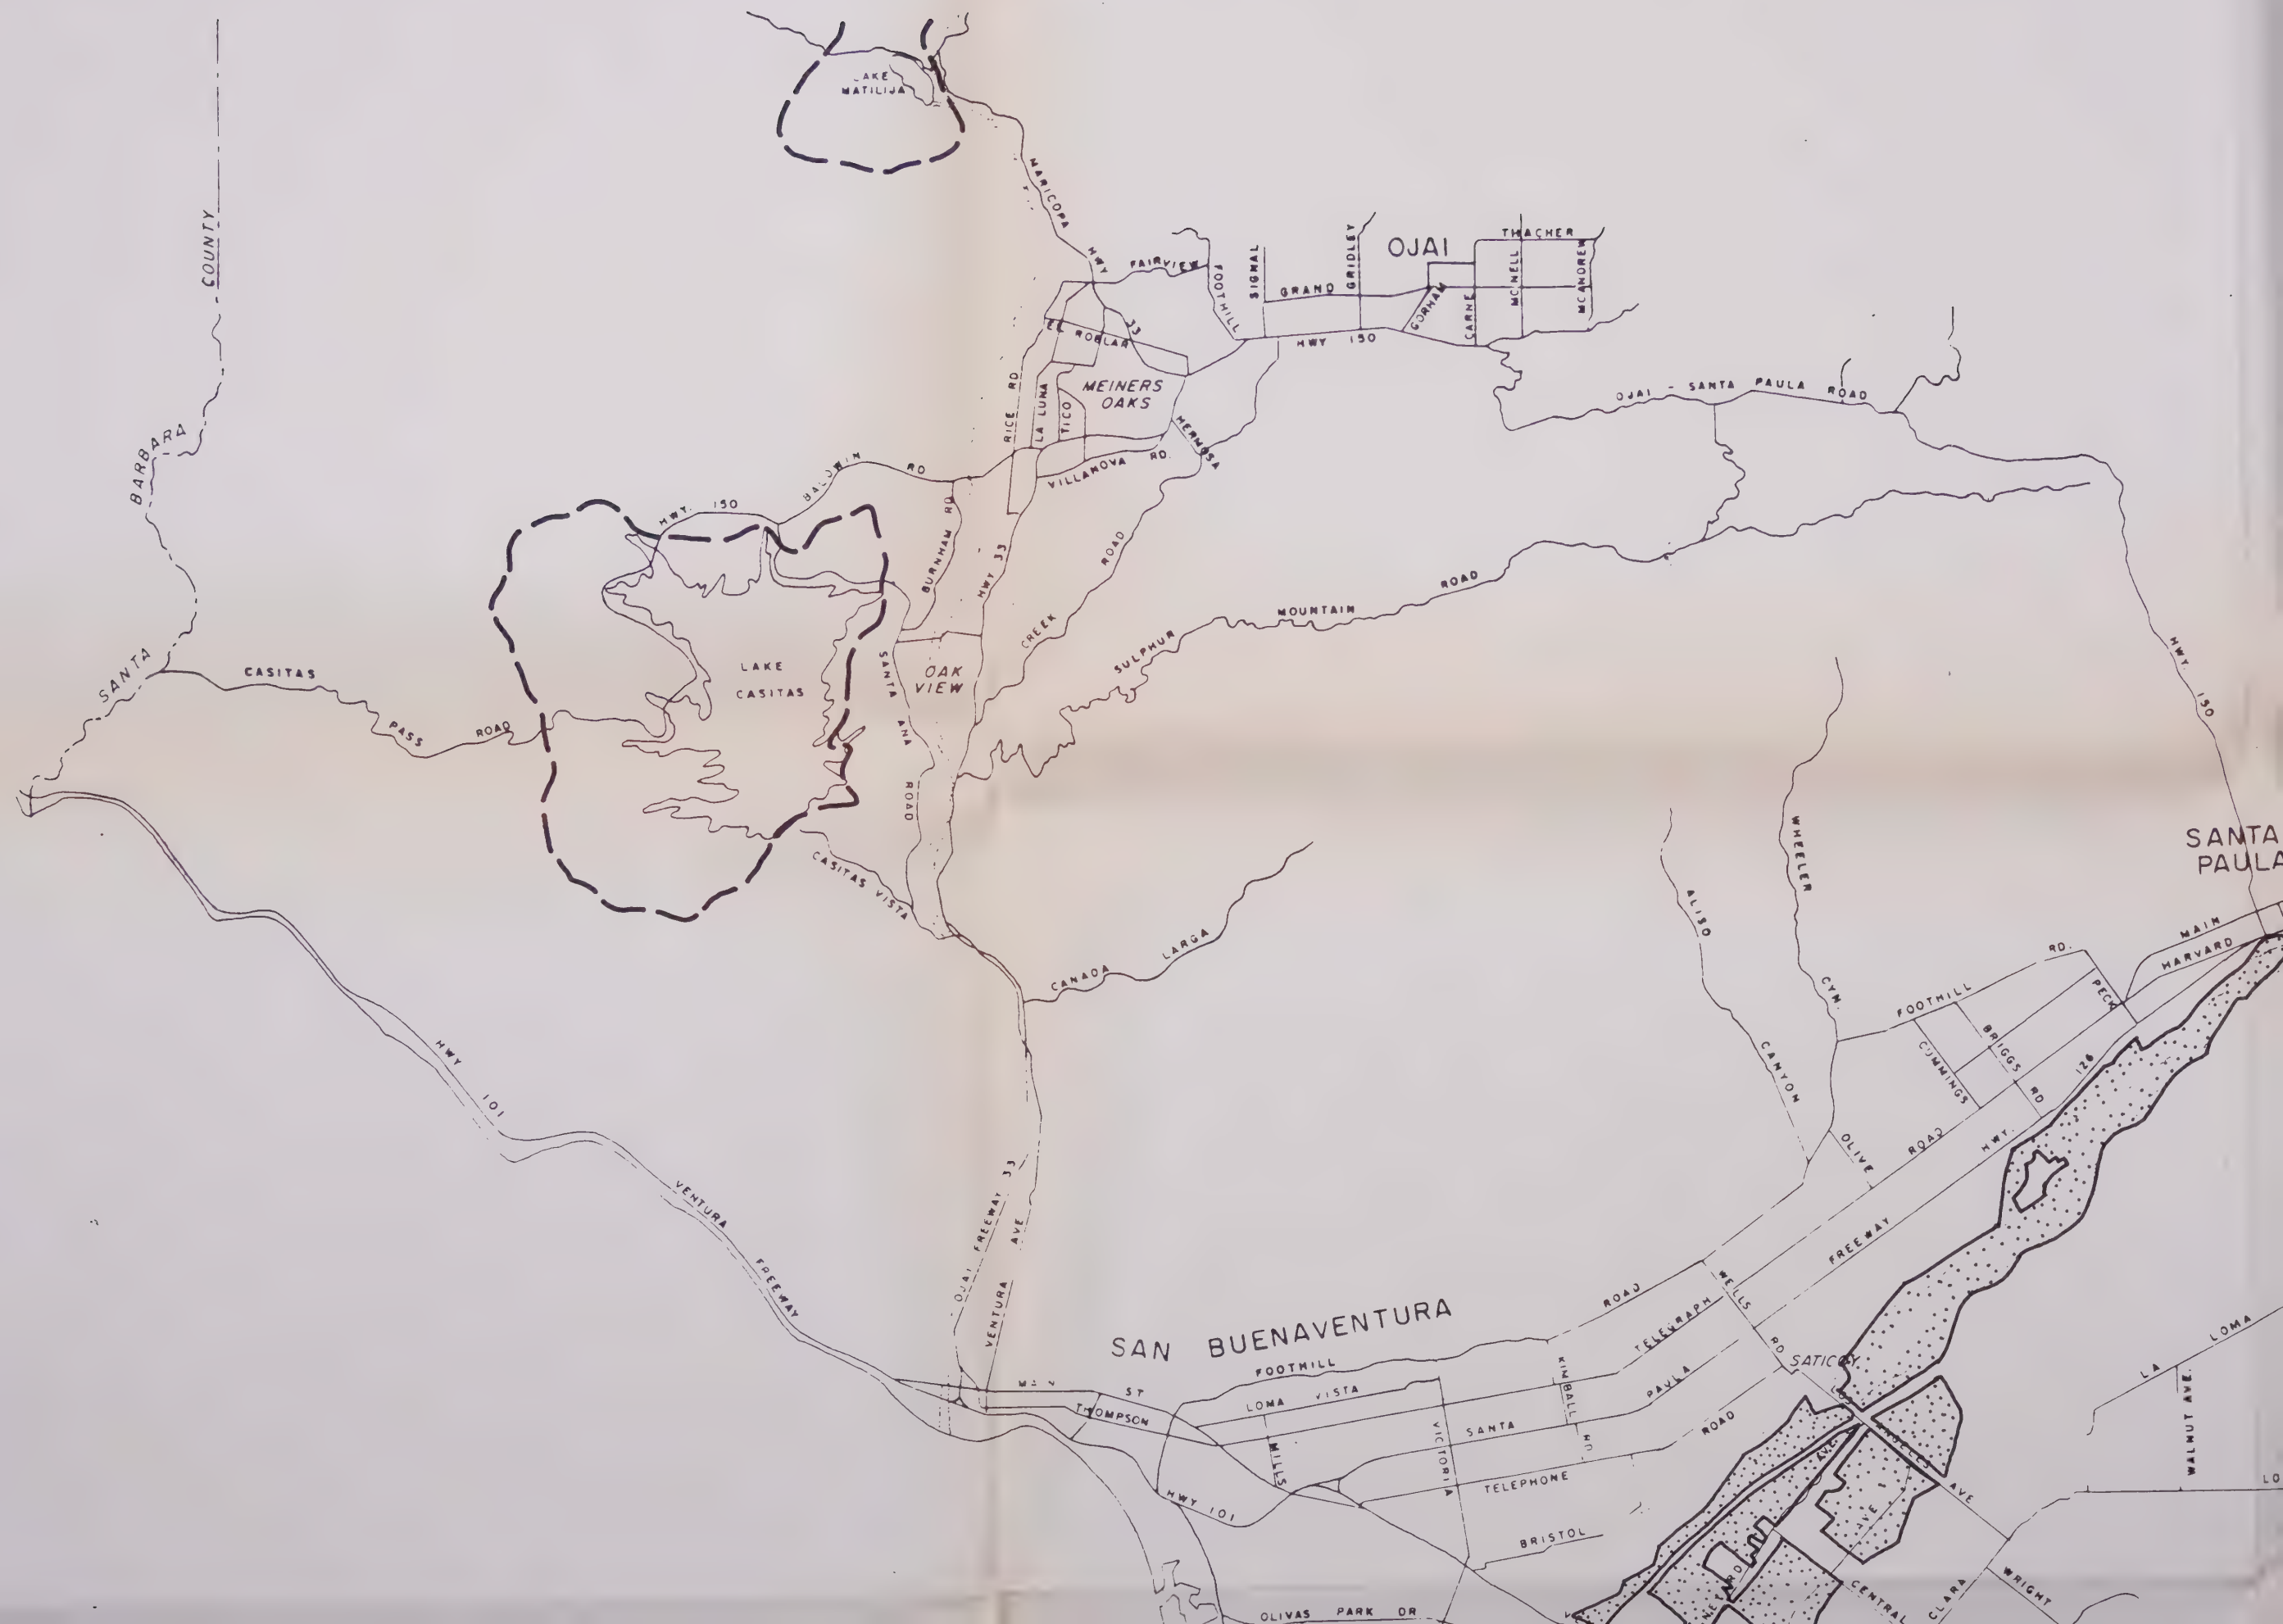 LAKE
MATILIJA
COUNTY
BARBARA
SANTA
MARICOPA
HWY
FAIRVIEW
FOOTHILL
SIGNAL
GRAND
GRIDLEY
OJAI
THACHER
GORHAM
CARNE
MCNELL
MCANDREW
33
EL ROBLAR
HWY 150
MEINERS
OAKS
RICE RD
LA LUNA
TICO
HERMOSA
VILLANOVA RD.
OJAI - SANTA PAULA ROAD
BALDWIN RD
HWY. 150
BURNHAM RD
HWY 33
CREEK ROAD
SULPHUR MOUNTAIN ROAD
HWY. 150
CASITAS PASS ROAD
LAKE
CASITAS
SANTA ANA ROAD
OAK
VIEW
CASITAS VISTA
CANADA LARGA
ALISO CANYON
WHEELER CYN.
SANTA
PAULA
MAIN
HARVARD
FOOTHILL RD.
PECK
CUMMINGS
BRIGGS RD
126
HWY.
OLIVE
ROAD
FREEWAY
HWY 101
VENTURA FREEWAY
OJAI FREEWAY 33
VENTURA AVE
SAN BUENAVENTURA
FOOTHILL ROAD
MAIN ST
THOMPSON
LOMA VISTA
MILLS
VICTORIA
KIMBALL
TELEGRAPH
SANTA PAULA
TELEPHONE ROAD
WELLS RD
SATICOY
LOS ANGELES AVE
HWY 101
BRISTOL
OLIVAS PARK DR
CENTRAL
CLARA
WRIGHT
LA LOMA
WALNUT AVE.
LO